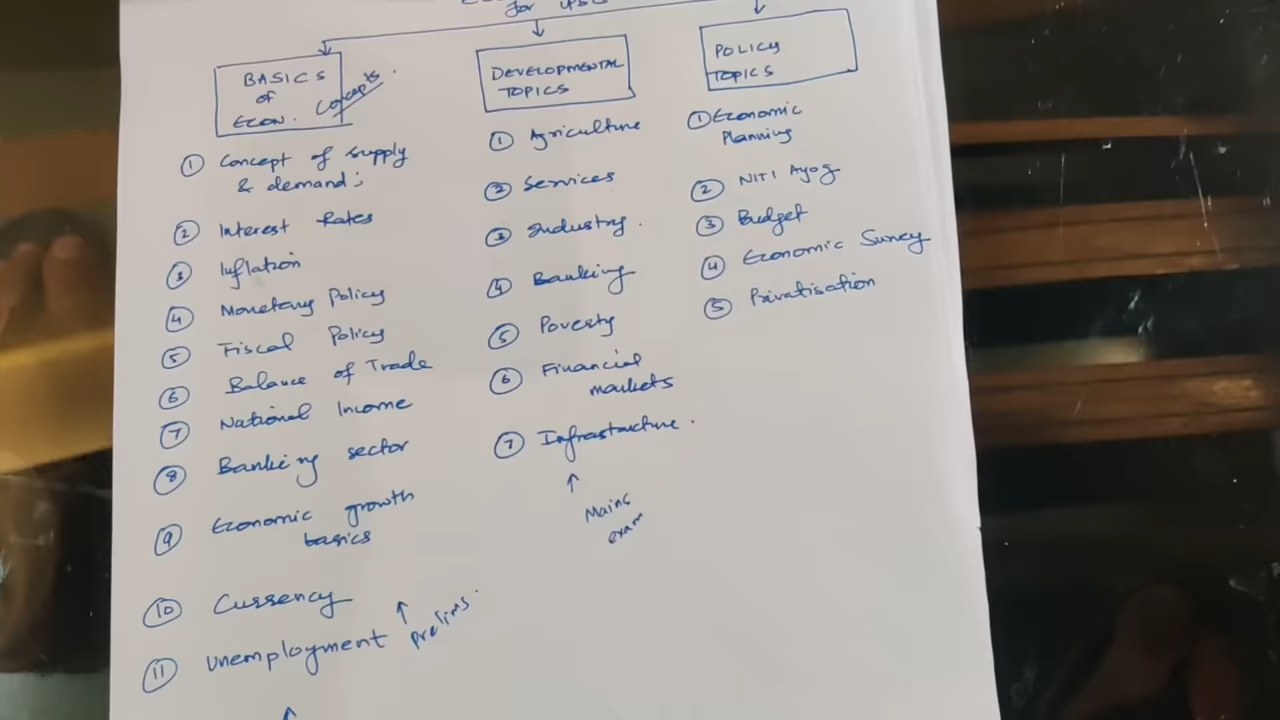 for
BASICS
of
ECON. Concepts.
① Concept of supply
& demand;
② Interest Rates
③ Inflation
④ Monetary Policy
⑤ Fiscal Policy
⑥ Balance of Trade
⑦ National Income
⑧ Banking sector
⑨ Economic growth
basics
⑩ Currency
⑪ Unemployment
↑
prelims.
DEVELOPMENTAL
TOPICS
① Agriculture
② Services
③ Industry.
④ Banking
⑤ Poverty
⑥ Financial
markets
⑦ Infrastructure.
↑
Mains
exam
POLICY
TOPICS
① Economic
Planning
② NITI Ayog
③ Budget
④ Economic Survey
⑤ Privatisation